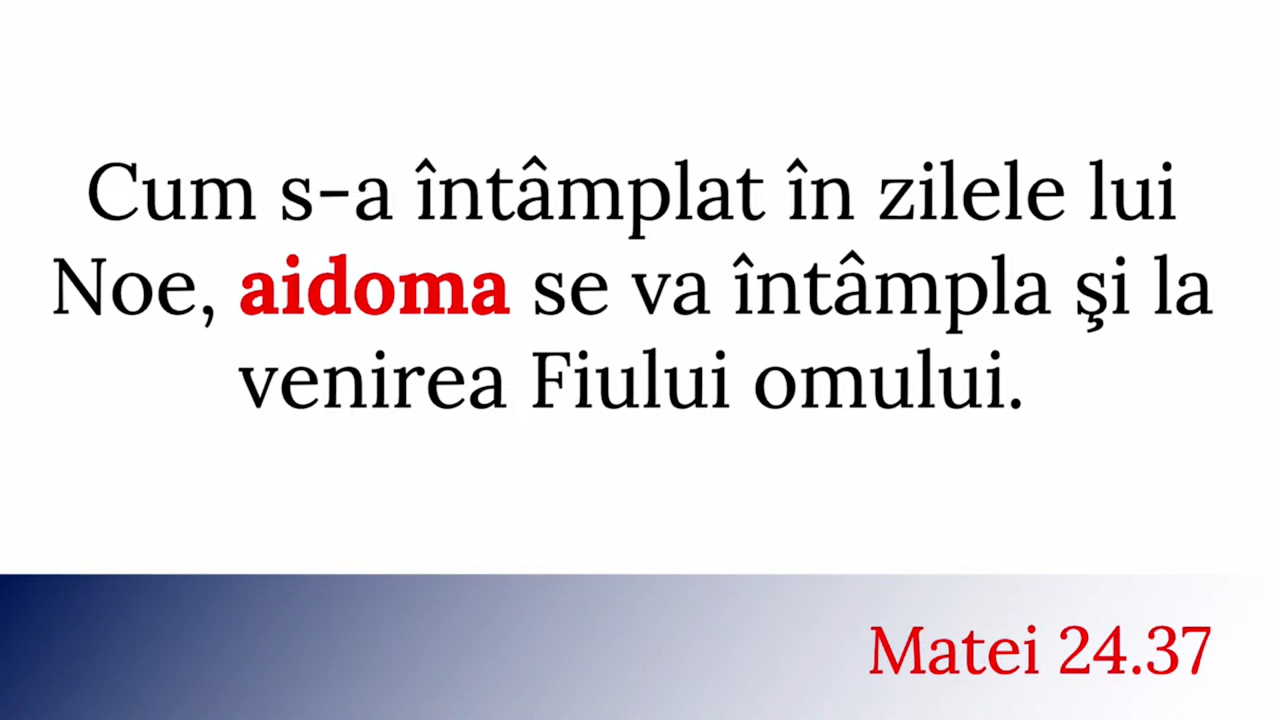 Cum s-a întâmplat în zilele lui
Noe, aidoma se va întâmpla şi la
venirea Fiului omului.
Matei 24.37